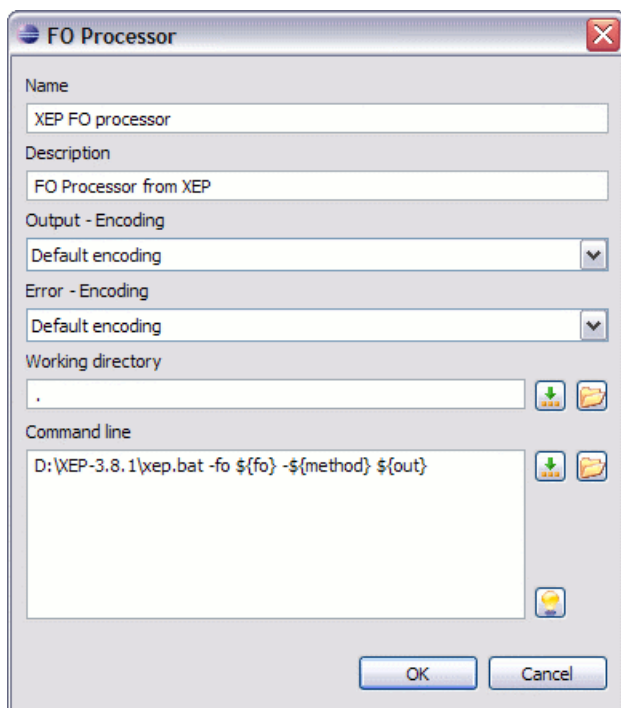 FO Processor
Name
XEP FO processor
Description
FO Processor from XEP
Output - Encoding
Default encoding
Error - Encoding
Default encoding
Working directory
.
Command line
D:\XEP-3.8.1\xep.bat -fo ${fo} -${method} ${out}
OK
Cancel